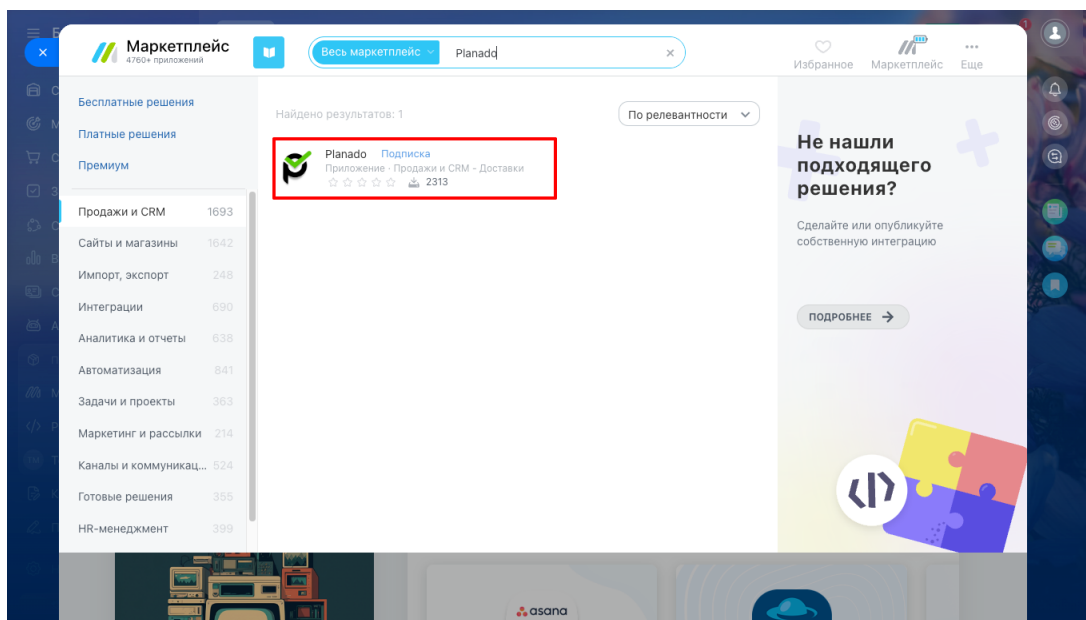 Маркетплейс
4760+ приложений
Весь маркетплейс
Planado
Избранное
Маркетплейс
Еще
1
Бесплатные решения
Платные решения
Премиум
Продажи и CRM 1693
Сайты и магазины 1642
Импорт, экспорт 248
Интеграции 690
Аналитика и отчеты 638
Автоматизация 841
Задачи и проекты 363
Маркетинг и рассылки 214
Каналы и коммуникац... 524
Готовые решения 355
HR-менеджмент 399
Найдено результатов: 1
По релевантности
Planado Подписка
Приложение · Продажи и CRM - Доставки
2313
Не нашли
подходящего
решения?
Сделайте или опубликуйте
собственную интеграцию
ПОДРОБНЕЕ
asana